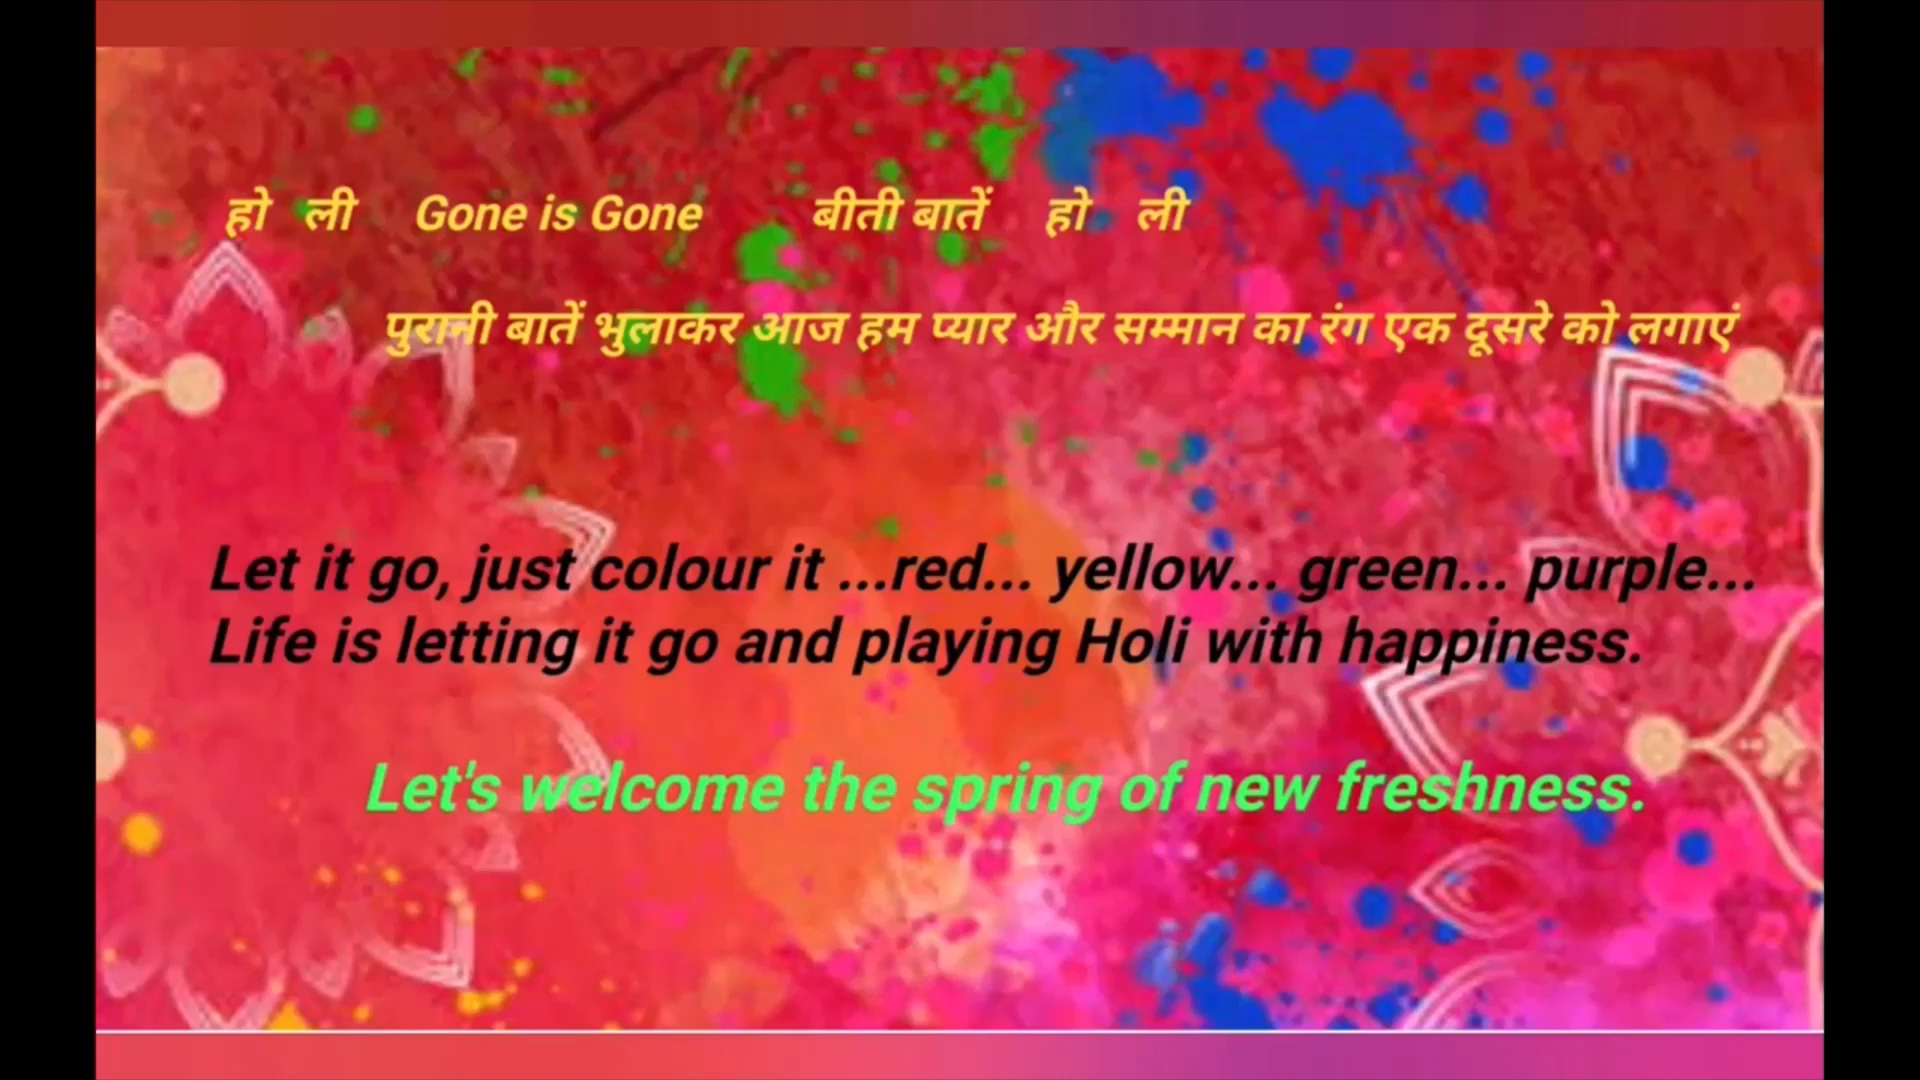 हो ली Gone is Gone बीती बातें हो ली
पुरानी बातें भुलाकर आज हम प्यार और सम्मान का रंग एक दूसरे को लगाएं
Let it go, just colour it ...red... yellow... green... purple...
Life is letting it go and playing Holi with happiness.
Let's welcome the spring of new freshness.